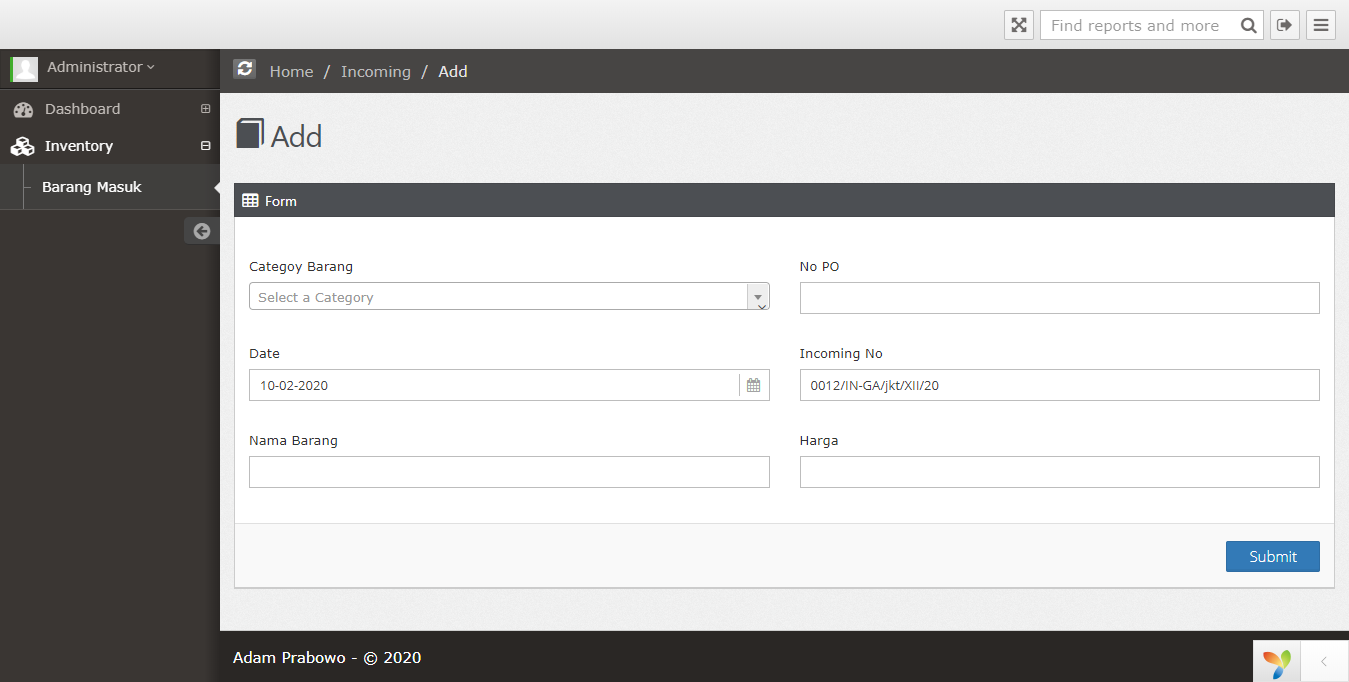 Find reports and more
Administrator
Home / Incoming / Add
Dashboard
Inventory
Barang Masuk
Add
Form
Categoy Barang
No PO
Select a Category
Date
Incoming No
10-02-2020
0012/IN-GA/jkt/XII/20
Nama Barang
Harga
Submit
Adam Prabowo - © 2020